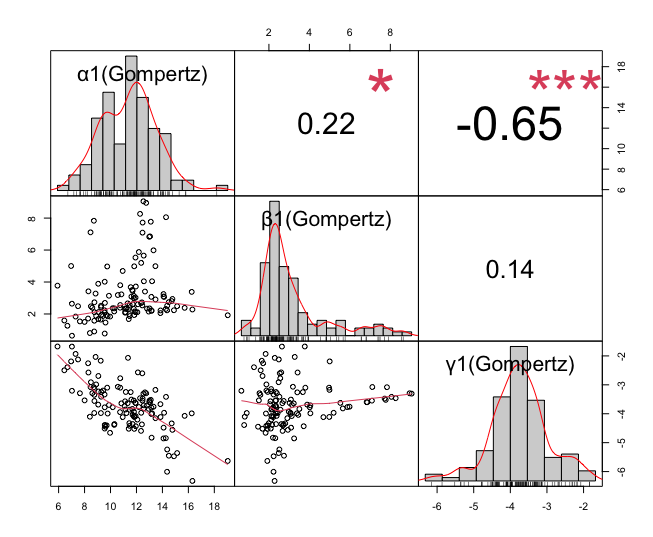 2 4 6 8
α1(Gompertz)
*
0.22
***
-0.65
6 8 10 12 14 18
2 4 6 8
β1(Gompertz)
0.14
γ1(Gompertz)
-6 -5 -4 -3 -2
6 8 10 12 14 16 18
-6 -5 -4 -3 -2